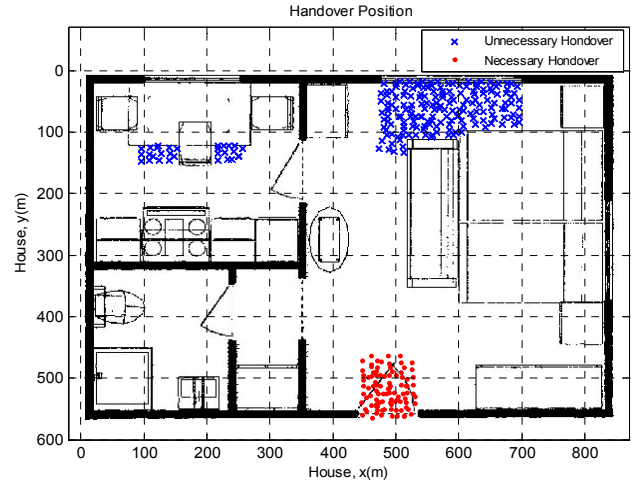 Handover Position
Unnecessary Hondover
Necessary Hondover
0
100
200
300
400
500
600
House, y(m)
0 100 200 300 400 500 600 700 800
House, x(m)